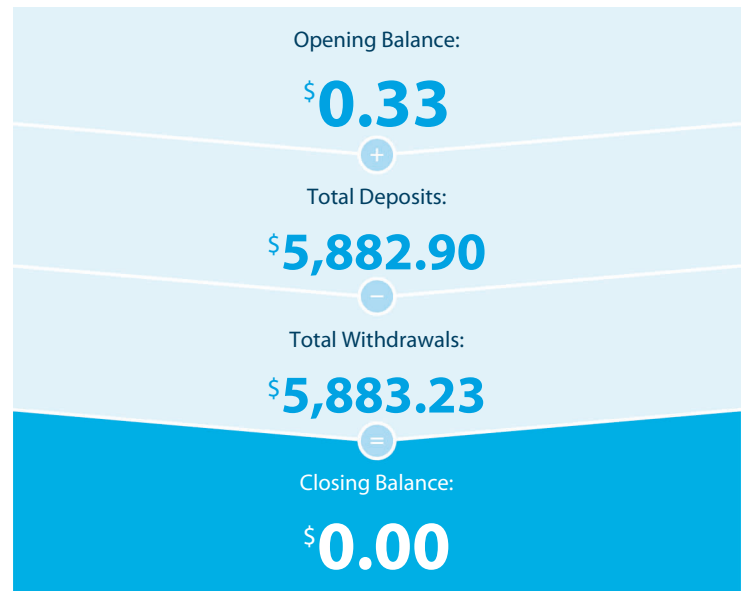 Opening Balance:
$0.33
+
Total Deposits:
$5,882.90
−
Total Withdrawals:
$5,883.23
=
Closing Balance:
$0.00